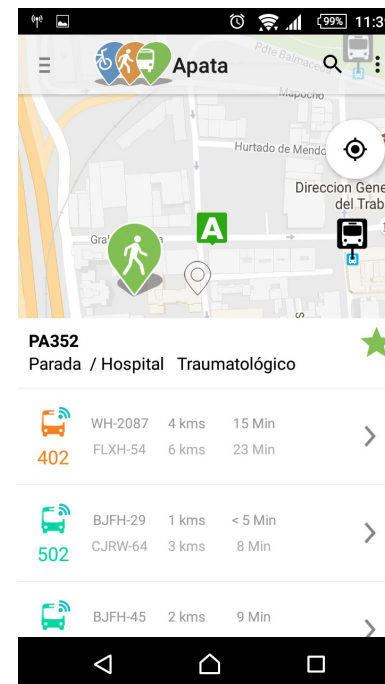 99% 11:3
Apata
Pdte Balmaceda
Mapocho
Hurtado de Mendo
Direccion Gene
del Trab
A
Gral
PA352
Parada / Hospital Traumatológico
402
WH-2087 4 kms 15 Min
FLXH-54 6 kms 23 Min
502
BJFH-29 1 kms < 5 Min
CJRW-64 3 kms 8 Min
BJFH-45 2 kms 9 Min